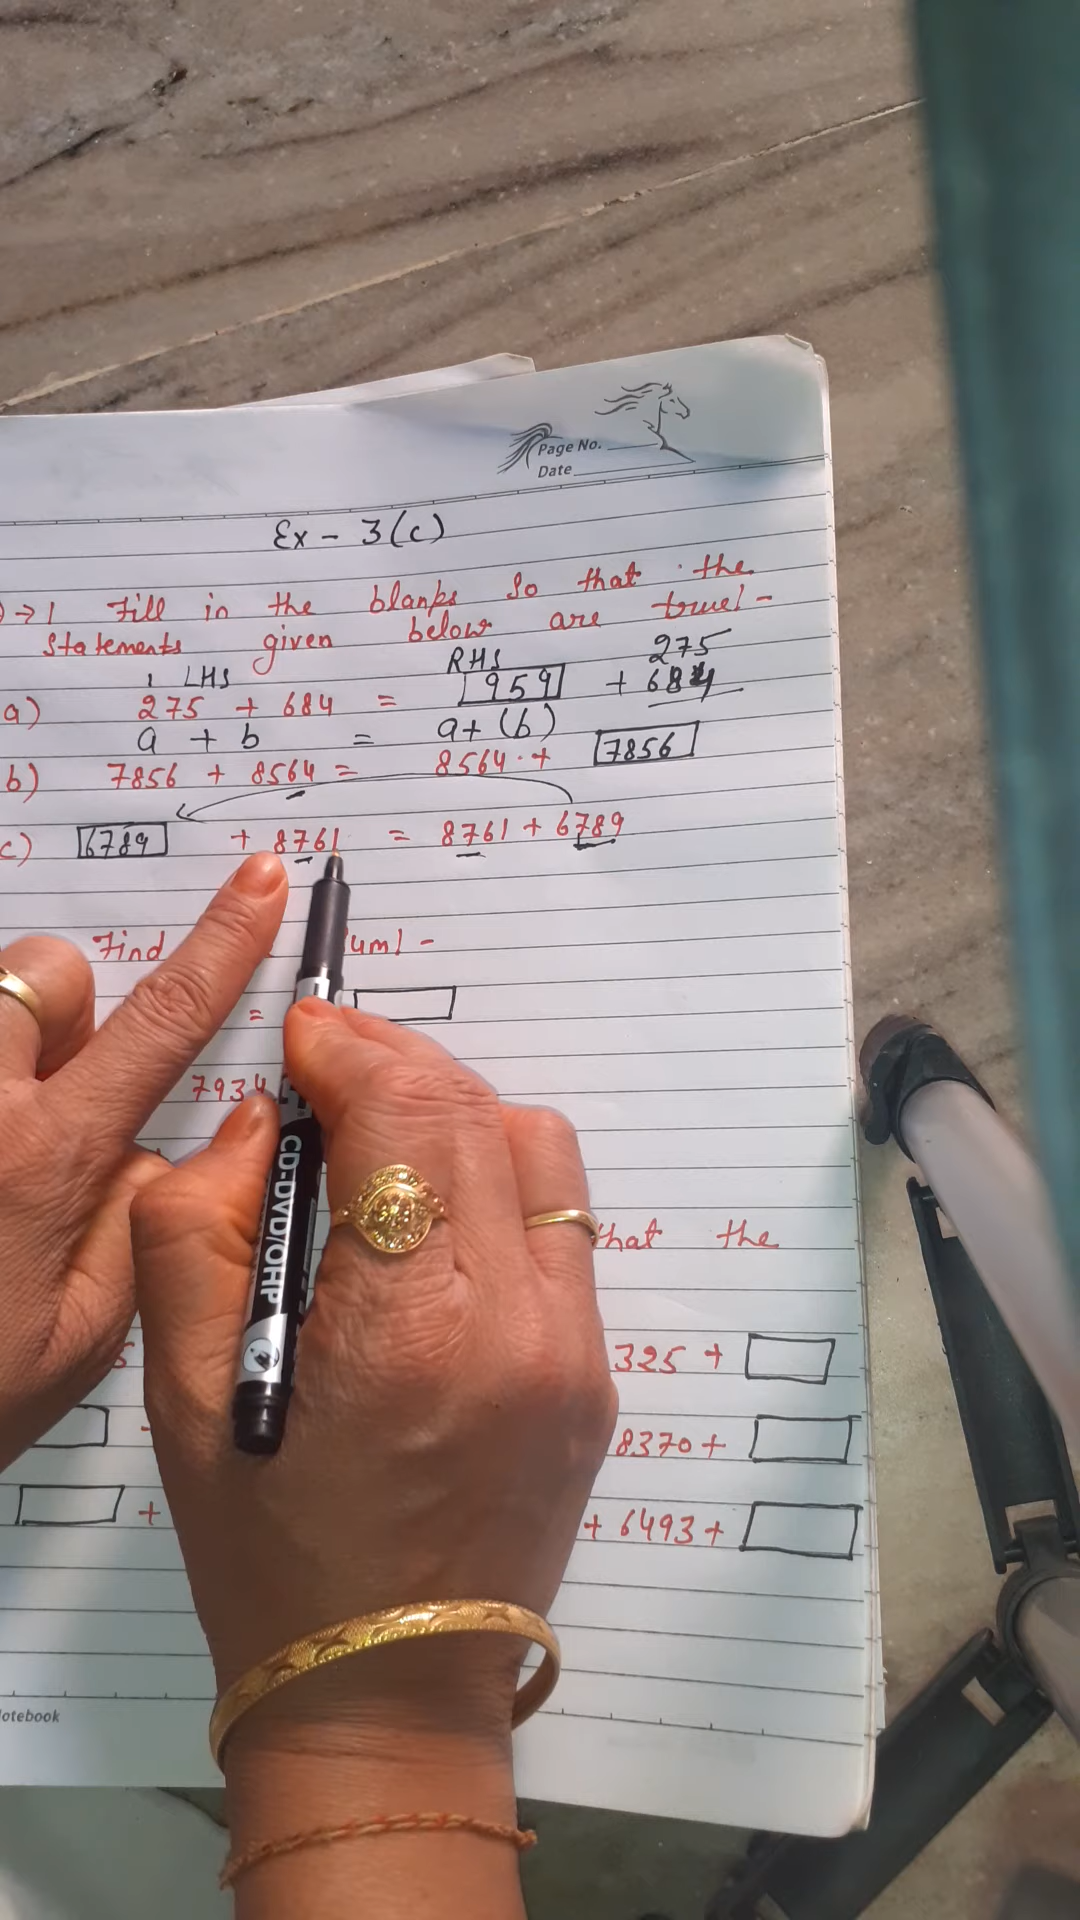 Page No.
Date
Ex - 3(c)
→1 Fill in the blanks so that the
statements given below are true! -
LHS RHS 275
a) 275 + 684 = 959 + 684
a + b = a + (b)
b) 7856 + 8564 = 8564 + 7856
c) 6789 + 8761 = 8761 + 6789
Find
=
7934
that the
325 +
8370 +
+ + 6493 +
CD-DVD/OHP
otebook